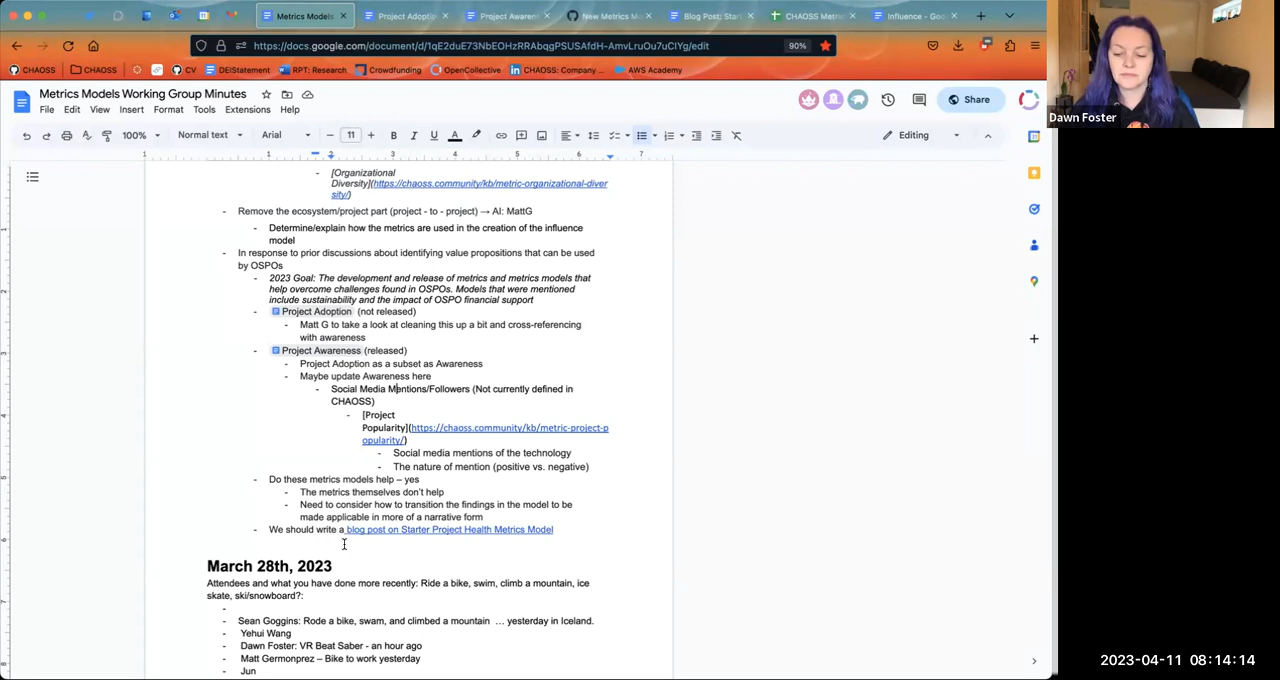 Metrics Models
Project Adopti
Project Awaren
New Metrics M
Blog Post: Star
CHAOSS Metric
Influence - Goo
https://docs.google.com/document/d/1qE2duE73NbEOHzRRAbqgPSUSAfdH-AmvLruOu7uCIYg/edit
90%
CHAOSS
CHAOSS
CV
DEIStatement
RPT: Research
Crowdfunding
OpenCollective
CHAOSS: Company ...
AWS Academy
Metrics Models Working Group Minutes
File Edit View Insert Format Tools Extensions Help
Share
100%
Normal text
Arial
11
Editing
1 1 2 3 4 5 6 7
- [Organizational
Diversity](https://chaoss.community/kb/metric-organizational-diver
sity/)
- Remove the ecosystem/project part (project - to - project) → AI: MattG
- Determine/explain how the metrics are used in the creation of the influence
model
- In response to prior discussions about identifying value propositions that can be used
by OSPOs
- 2023 Goal: The development and release of metrics and metrics models that
help overcome challenges found in OSPOs. Models that were mentioned
include sustainability and the impact of OSPO financial support
- Project Adoption (not released)
- Matt G to take a look at cleaning this up a bit and cross-referencing
with awareness
- Project Awareness (released)
- Project Adoption as a subset as Awareness
- Maybe update Awareness here
- Social Media Mentions/Followers (Not currently defined in
CHAOSS)
- [Project
Popularity](https://chaoss.community/kb/metric-project-p
opularity/)
- Social media mentions of the technology
- The nature of mention (positive vs. negative)
- Do these metrics models help – yes
- The metrics themselves don't help
- Need to consider how to transition the findings in the model to be
made applicable in more of a narrative form
- We should write a blog post on Starter Project Health Metrics Model
March 28th, 2023
Attendees and what you have done more recently: Ride a bike, swim, climb a mountain, ice
skate, ski/snowboard?:
-
- Sean Goggins: Rode a bike, swam, and climbed a mountain … yesterday in Iceland.
- Yehui Wang
- Dawn Foster: VR Beat Saber - an hour ago
- Matt Germonprez – Bike to work yesterday
- Jun
Dawn Foster
2023-04-11 08:14:14